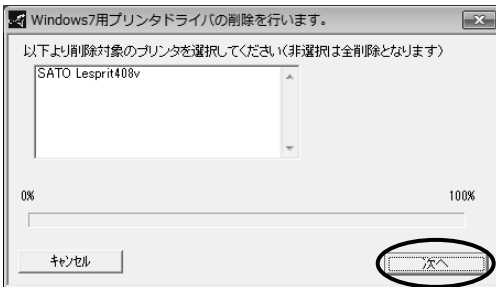 Windows7用プリンタドライバの削除を行います。
以下より削除対象のプリンタを選択してください(非選択は全削除となります)
SATO Lesprit408v
0%
100%
キャンセル
次へ